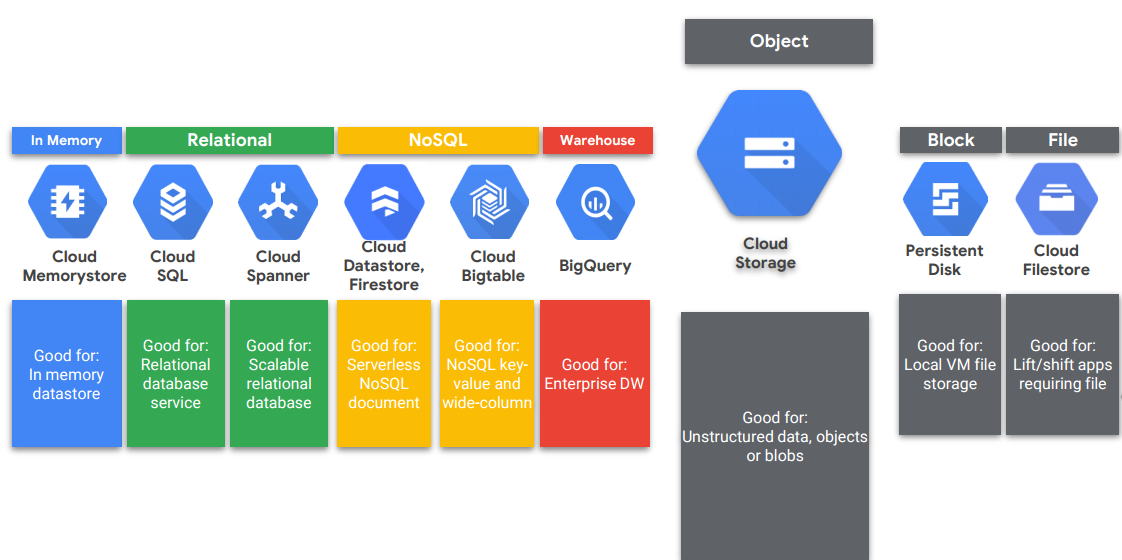 Object
In Memory
Relational
NoSQL
Warehouse
Block
File
Cloud
Memorystore
Cloud
SQL
Cloud
Spanner
Cloud
Datastore,
Firestore
Cloud
Bigtable
BigQuery
Cloud
Storage
Persistent
Disk
Cloud
Filestore
Good for:
In memory
datastore
Good for:
Relational
database
service
Good for:
Scalable
relational
database
Good for:
Serverless
NoSQL
document
Good for:
NoSQL key-
value and
wide-column
Good for:
Enterprise DW
Good for:
Unstructured data, objects
or blobs
Good for:
Local VM file
storage
Good for:
Lift/shift apps
requiring file